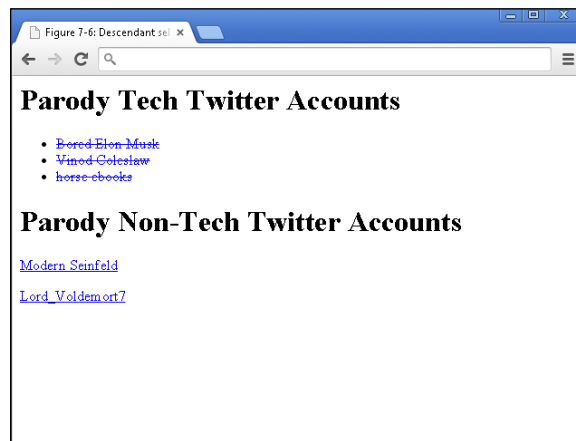 Figure 7-6: Descendant sel
Parody Tech Twitter Accounts
Bored Elon Musk
Vinod Coleslaw
horse ebooks
Parody Non-Tech Twitter Accounts
Modern Seinfeld
Lord_Voldemort7